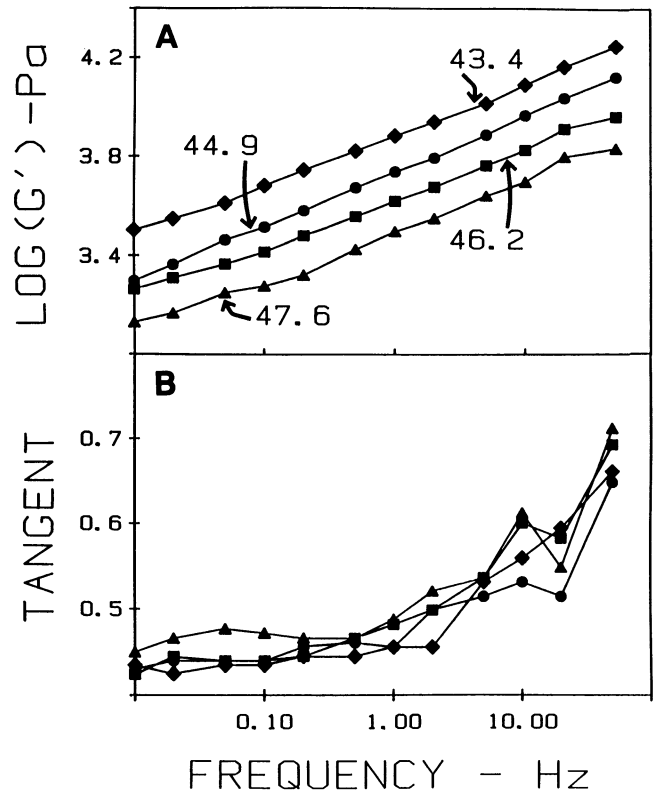 A
LOG(G′)-Pa
4.2
3.8
3.4
43.4
44.9
46.2
47.6
B
TANGENT
0.7
0.6
0.5
0.10 1.00 10.00
FREQUENCY - Hz